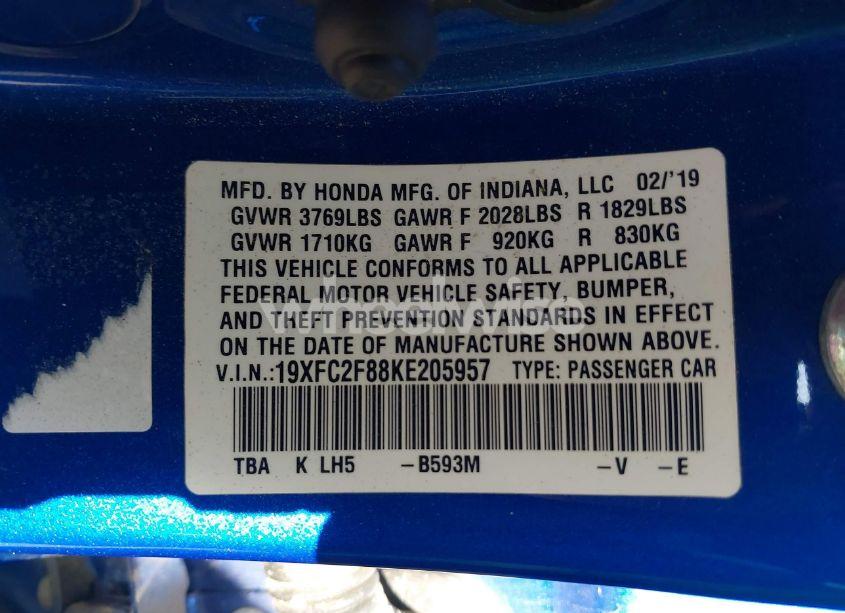 MFD. BY HONDA MFG. OF INDIANA, LLC 02/'19
GVWR 3769LBS GAWR F 2028LBS R 1829LBS
GVWR 1710KG GAWR F 920KG R 830KG
THIS VEHICLE CONFORMS TO ALL APPLICABLE
FEDERAL MOTOR VEHICLE SAFETY, BUMPER,
AND THEFT PREVENTION STANDARDS IN EFFECT
ON THE DATE OF MANUFACTURE SHOWN ABOVE.
V.I.N.:19XFC2F88KE205957 TYPE: PASSENGER CAR
TBA K LH5 -B593M -V -E
wheelwise